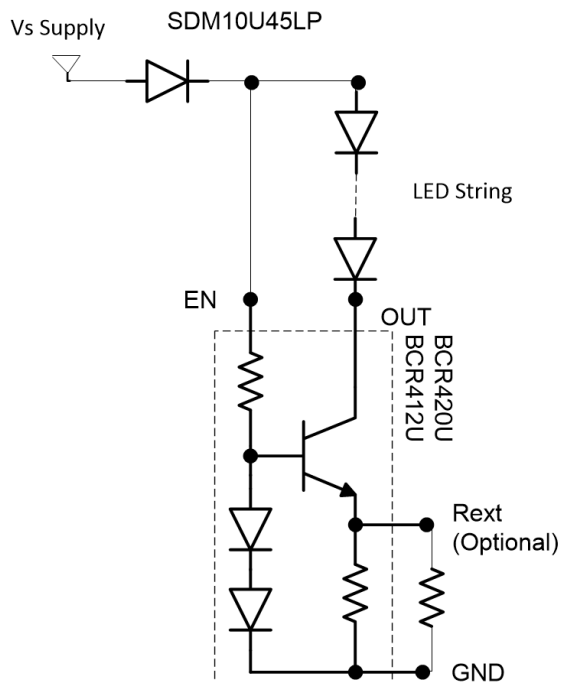 Vs Supply
SDM10U45LP
LED String
EN
OUT
BCR420U
BCR412U
Rext
(Optional)
GND